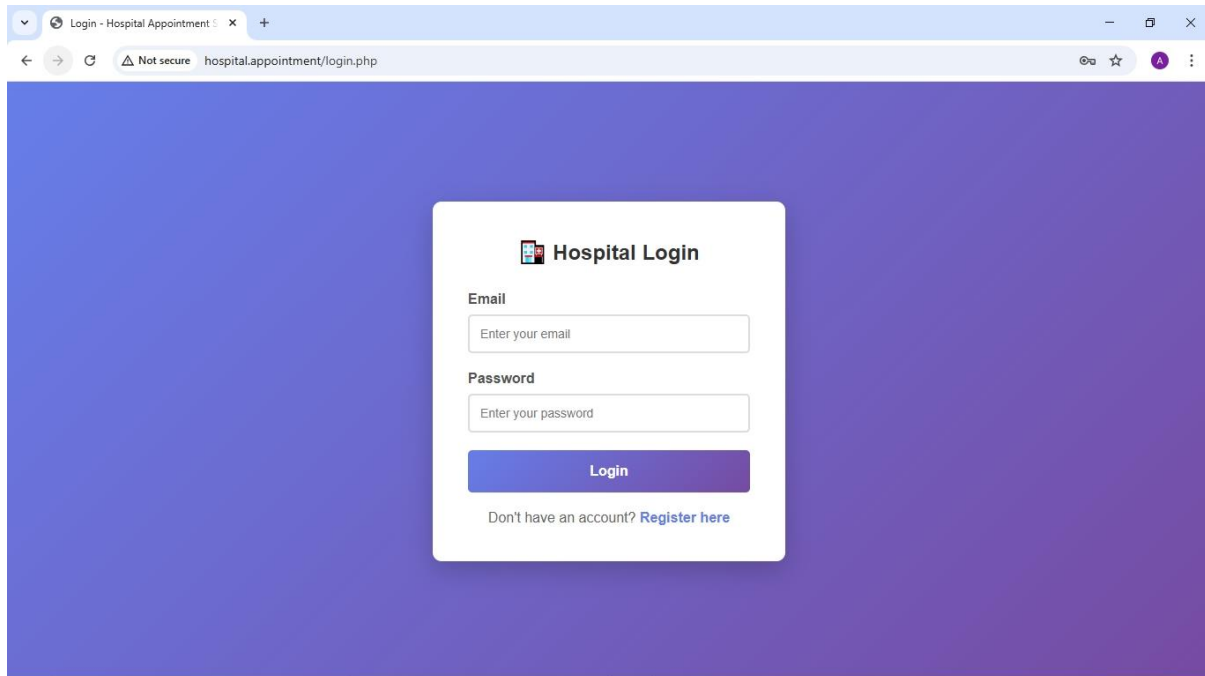 Login - Hospital Appointment S
Not secure hospital.appointment/login.php
A
Hospital Login
Email
Enter your email
Password
Enter your password
Login
Don't have an account? Register here